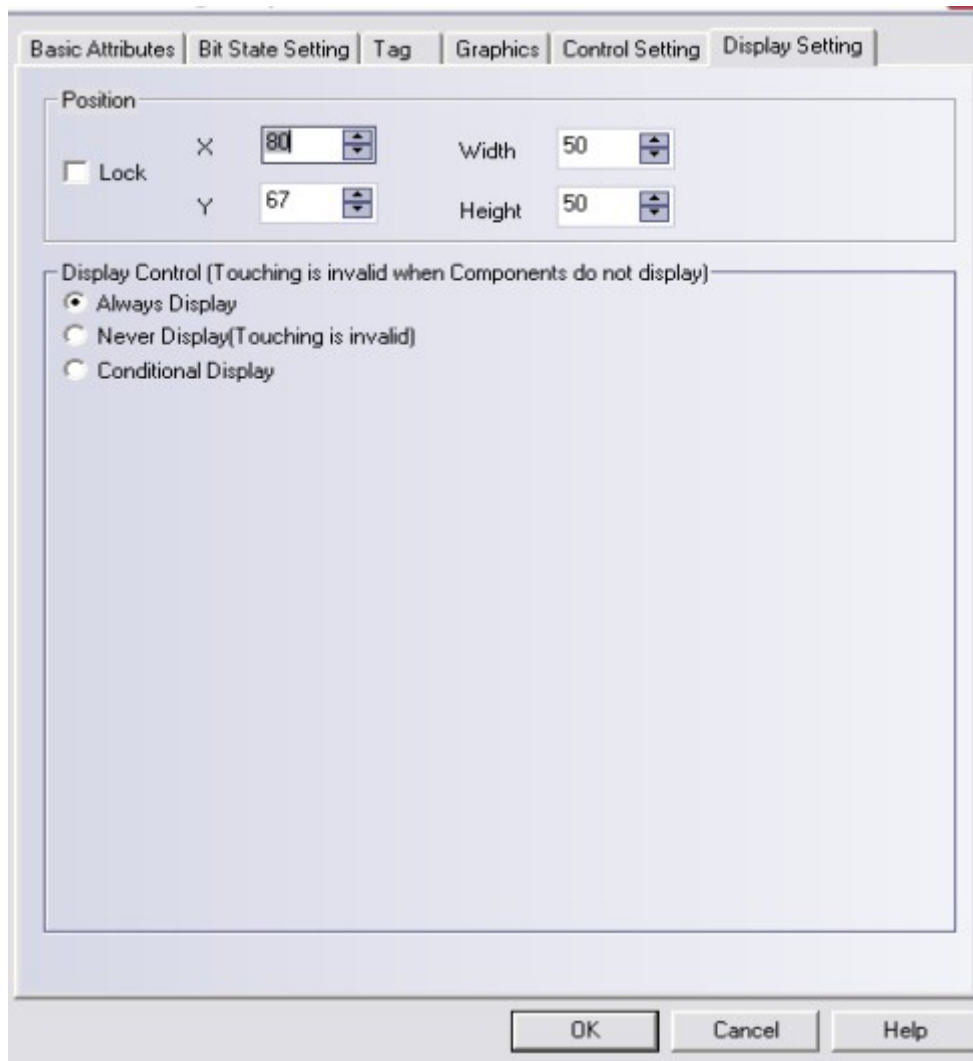 Basic Attributes Bit State Setting Tag Graphics Control Setting Display Setting
Position
X 80 Width 50
Lock
Y 67 Height 50
Display Control (Touching is invalid when Components do not display)
Always Display
Never Display(Touching is invalid)
Conditional Display
OK Cancel Help